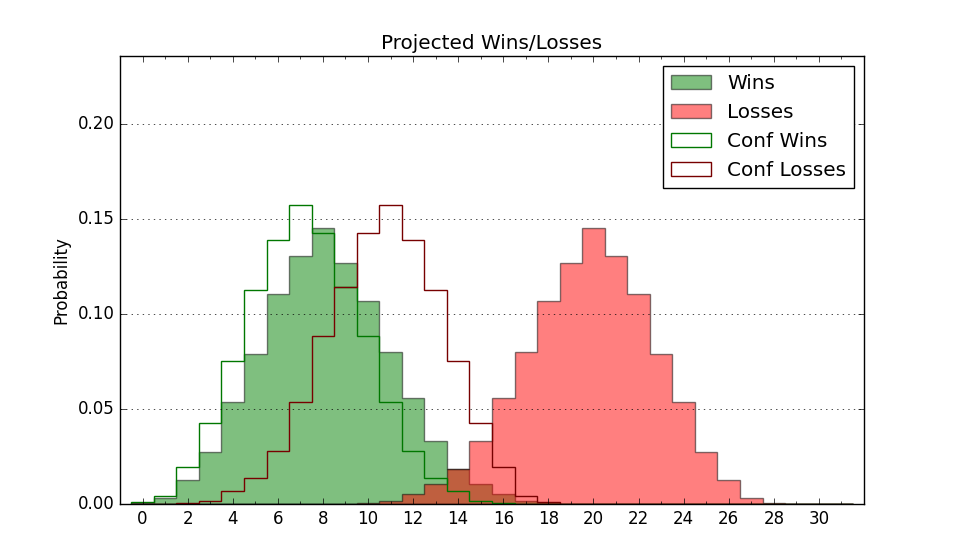 Projected Wins/Losses
Wins
Losses
Conf Wins
Conf Losses
Probability
0.20
0.15
0.10
0.05
0.00
0 2 4 6 8 10 12 14 16 18 20 22 24 26 28 30